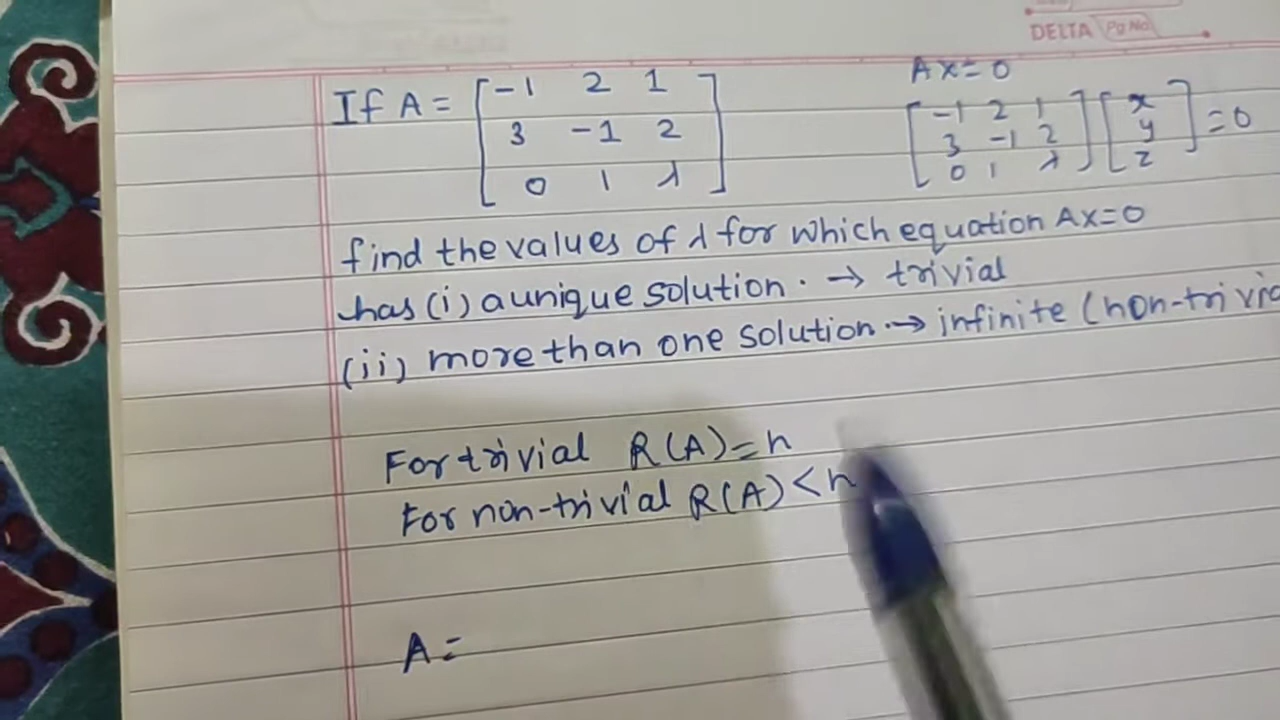 DELTA Pg No
If A = [ -1 2 1
3 -1 2
0 1 λ ]
AX = 0
[ -1 2 1 ] [ x ] = 0
3 -1 2 y
0 1 λ z
find the values of λ for which equation AX=0
has (i) a unique solution. → trivial
(ii) more than one solution. → infinite (non-trivia
For trivial R(A) = n
For non-trivial R(A) < n
A =